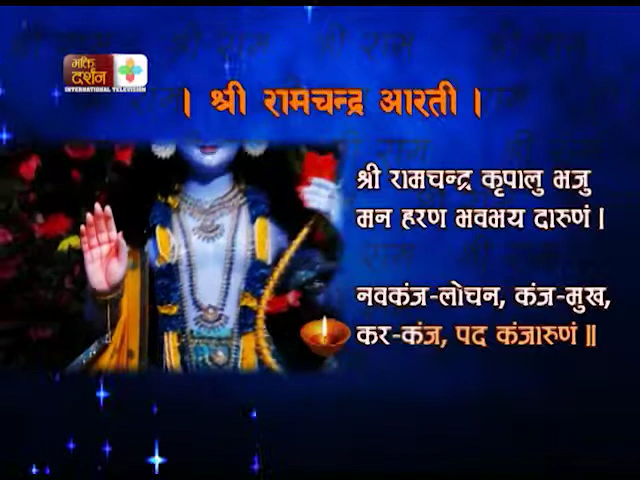 भक्ति
दर्शन
INTERNATIONAL TELEVISION
। श्री रामचन्द्र आरती ।
श्री रामचन्द्र कृपालु भजु
मन हरण भवभय दारुणं ।
नवकंज-लोचन, कंज-मुख,
कर-कंज, पद कंजारुणं ॥